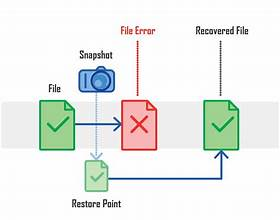 File Error
Recovered File
Snapshot
File
Restore Point